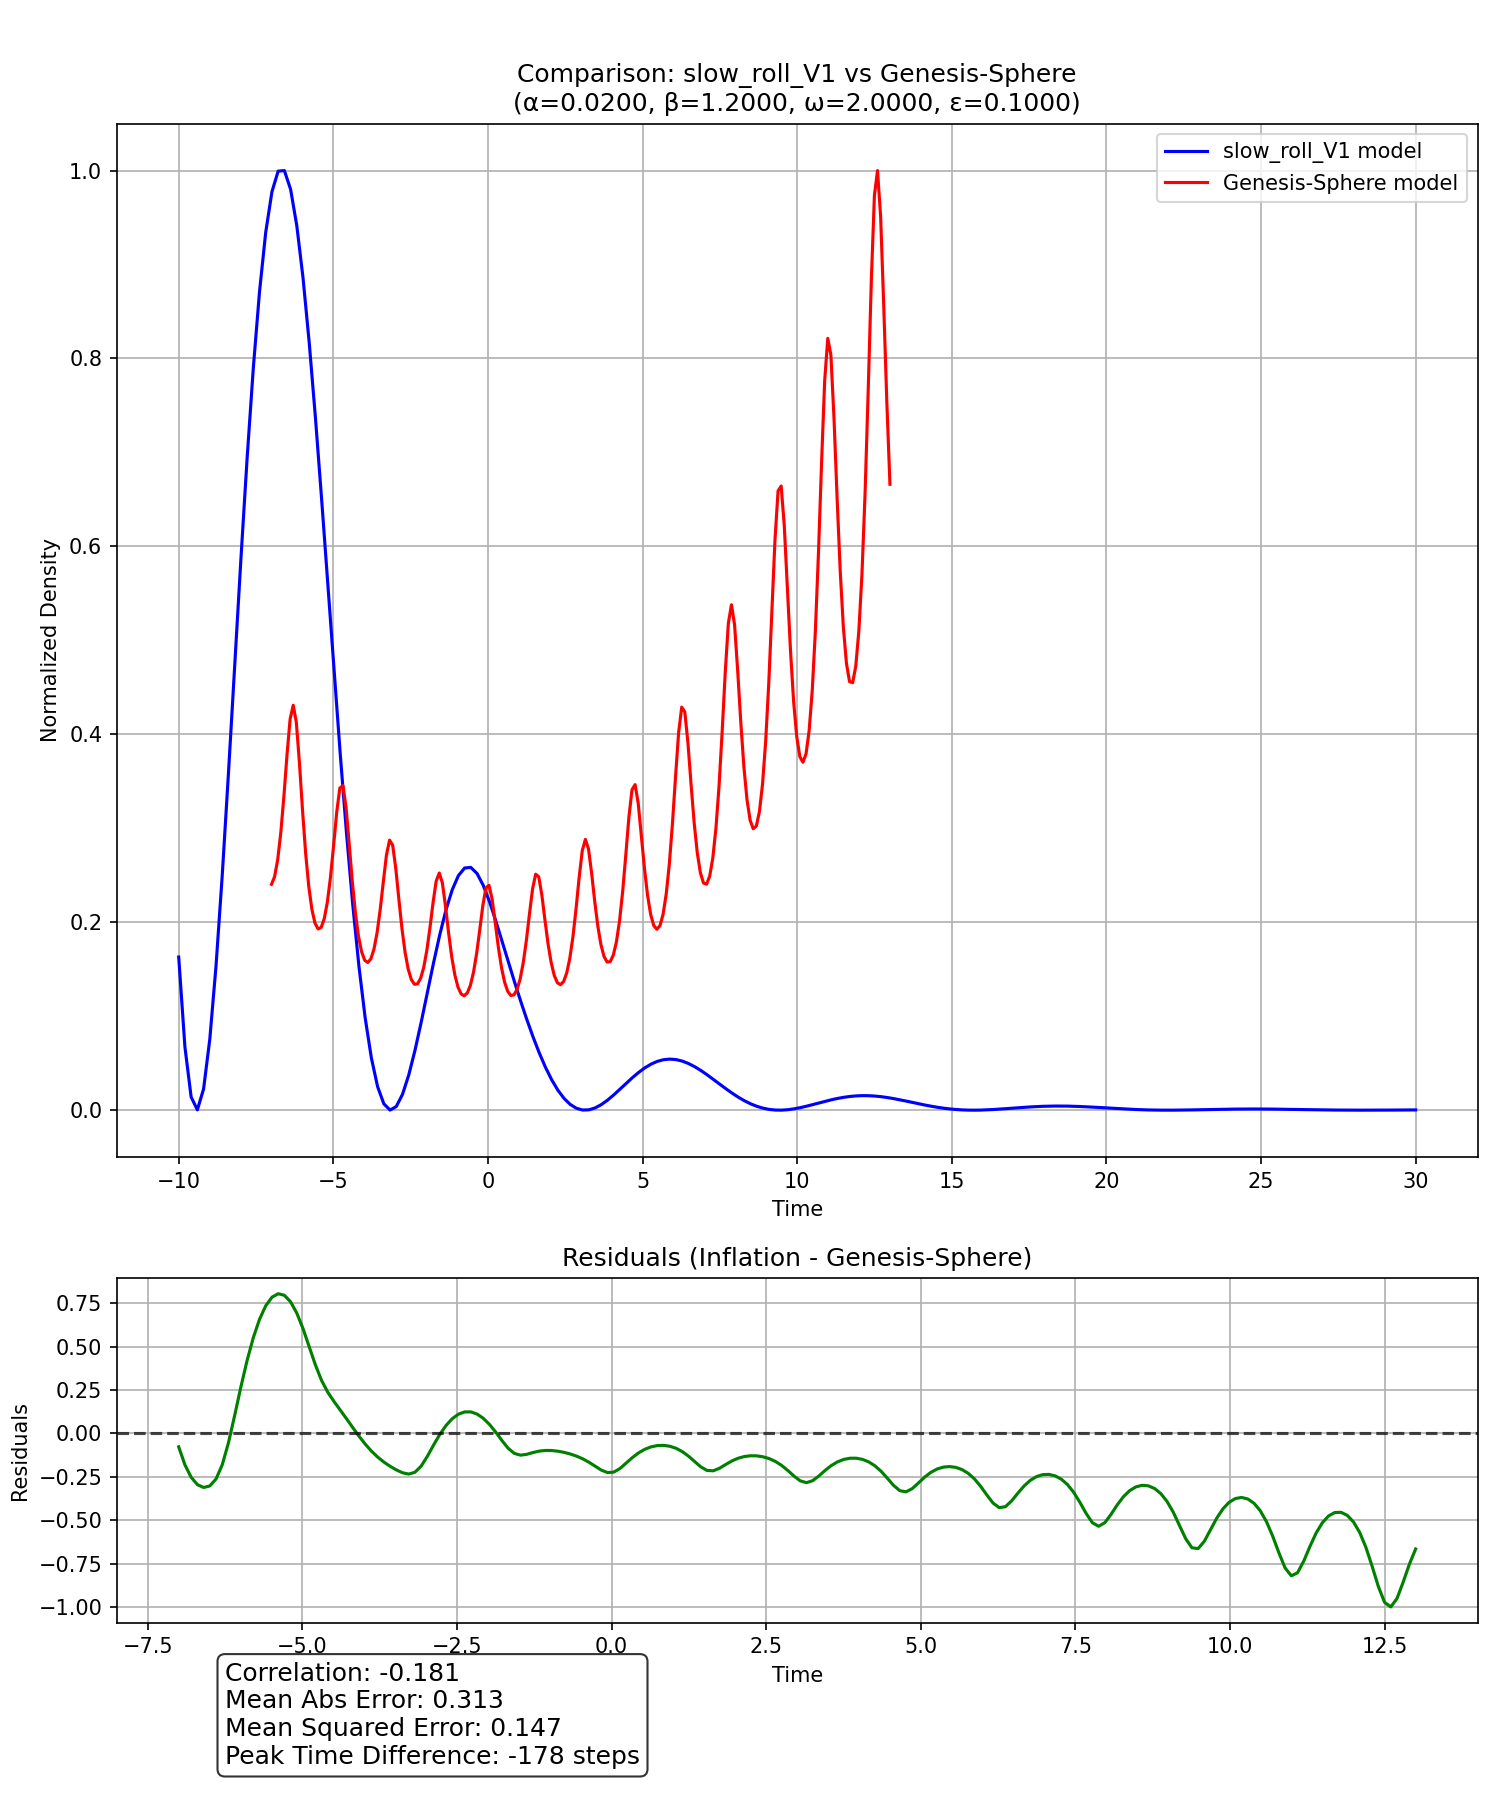 Comparison: slow_roll_V1 vs Genesis-Sphere
(α=0.0200, β=1.2000, ω=2.0000, ε=0.1000)
slow_roll_V1 model
Genesis-Sphere model
Normalized Density
1.0
0.8
0.6
0.4
0.2
0.0
−10 −5 0 5 10 15 20 25 30
Time
Residuals (Inflation - Genesis-Sphere)
Residuals
0.75
0.50
0.25
0.00
−0.25
−0.50
−0.75
−1.00
−7.5 −5.0 −2.5 0.0 2.5 5.0 7.5 10.0 12.5
Time
Correlation: -0.181
Mean Abs Error: 0.313
Mean Squared Error: 0.147
Peak Time Difference: -178 steps